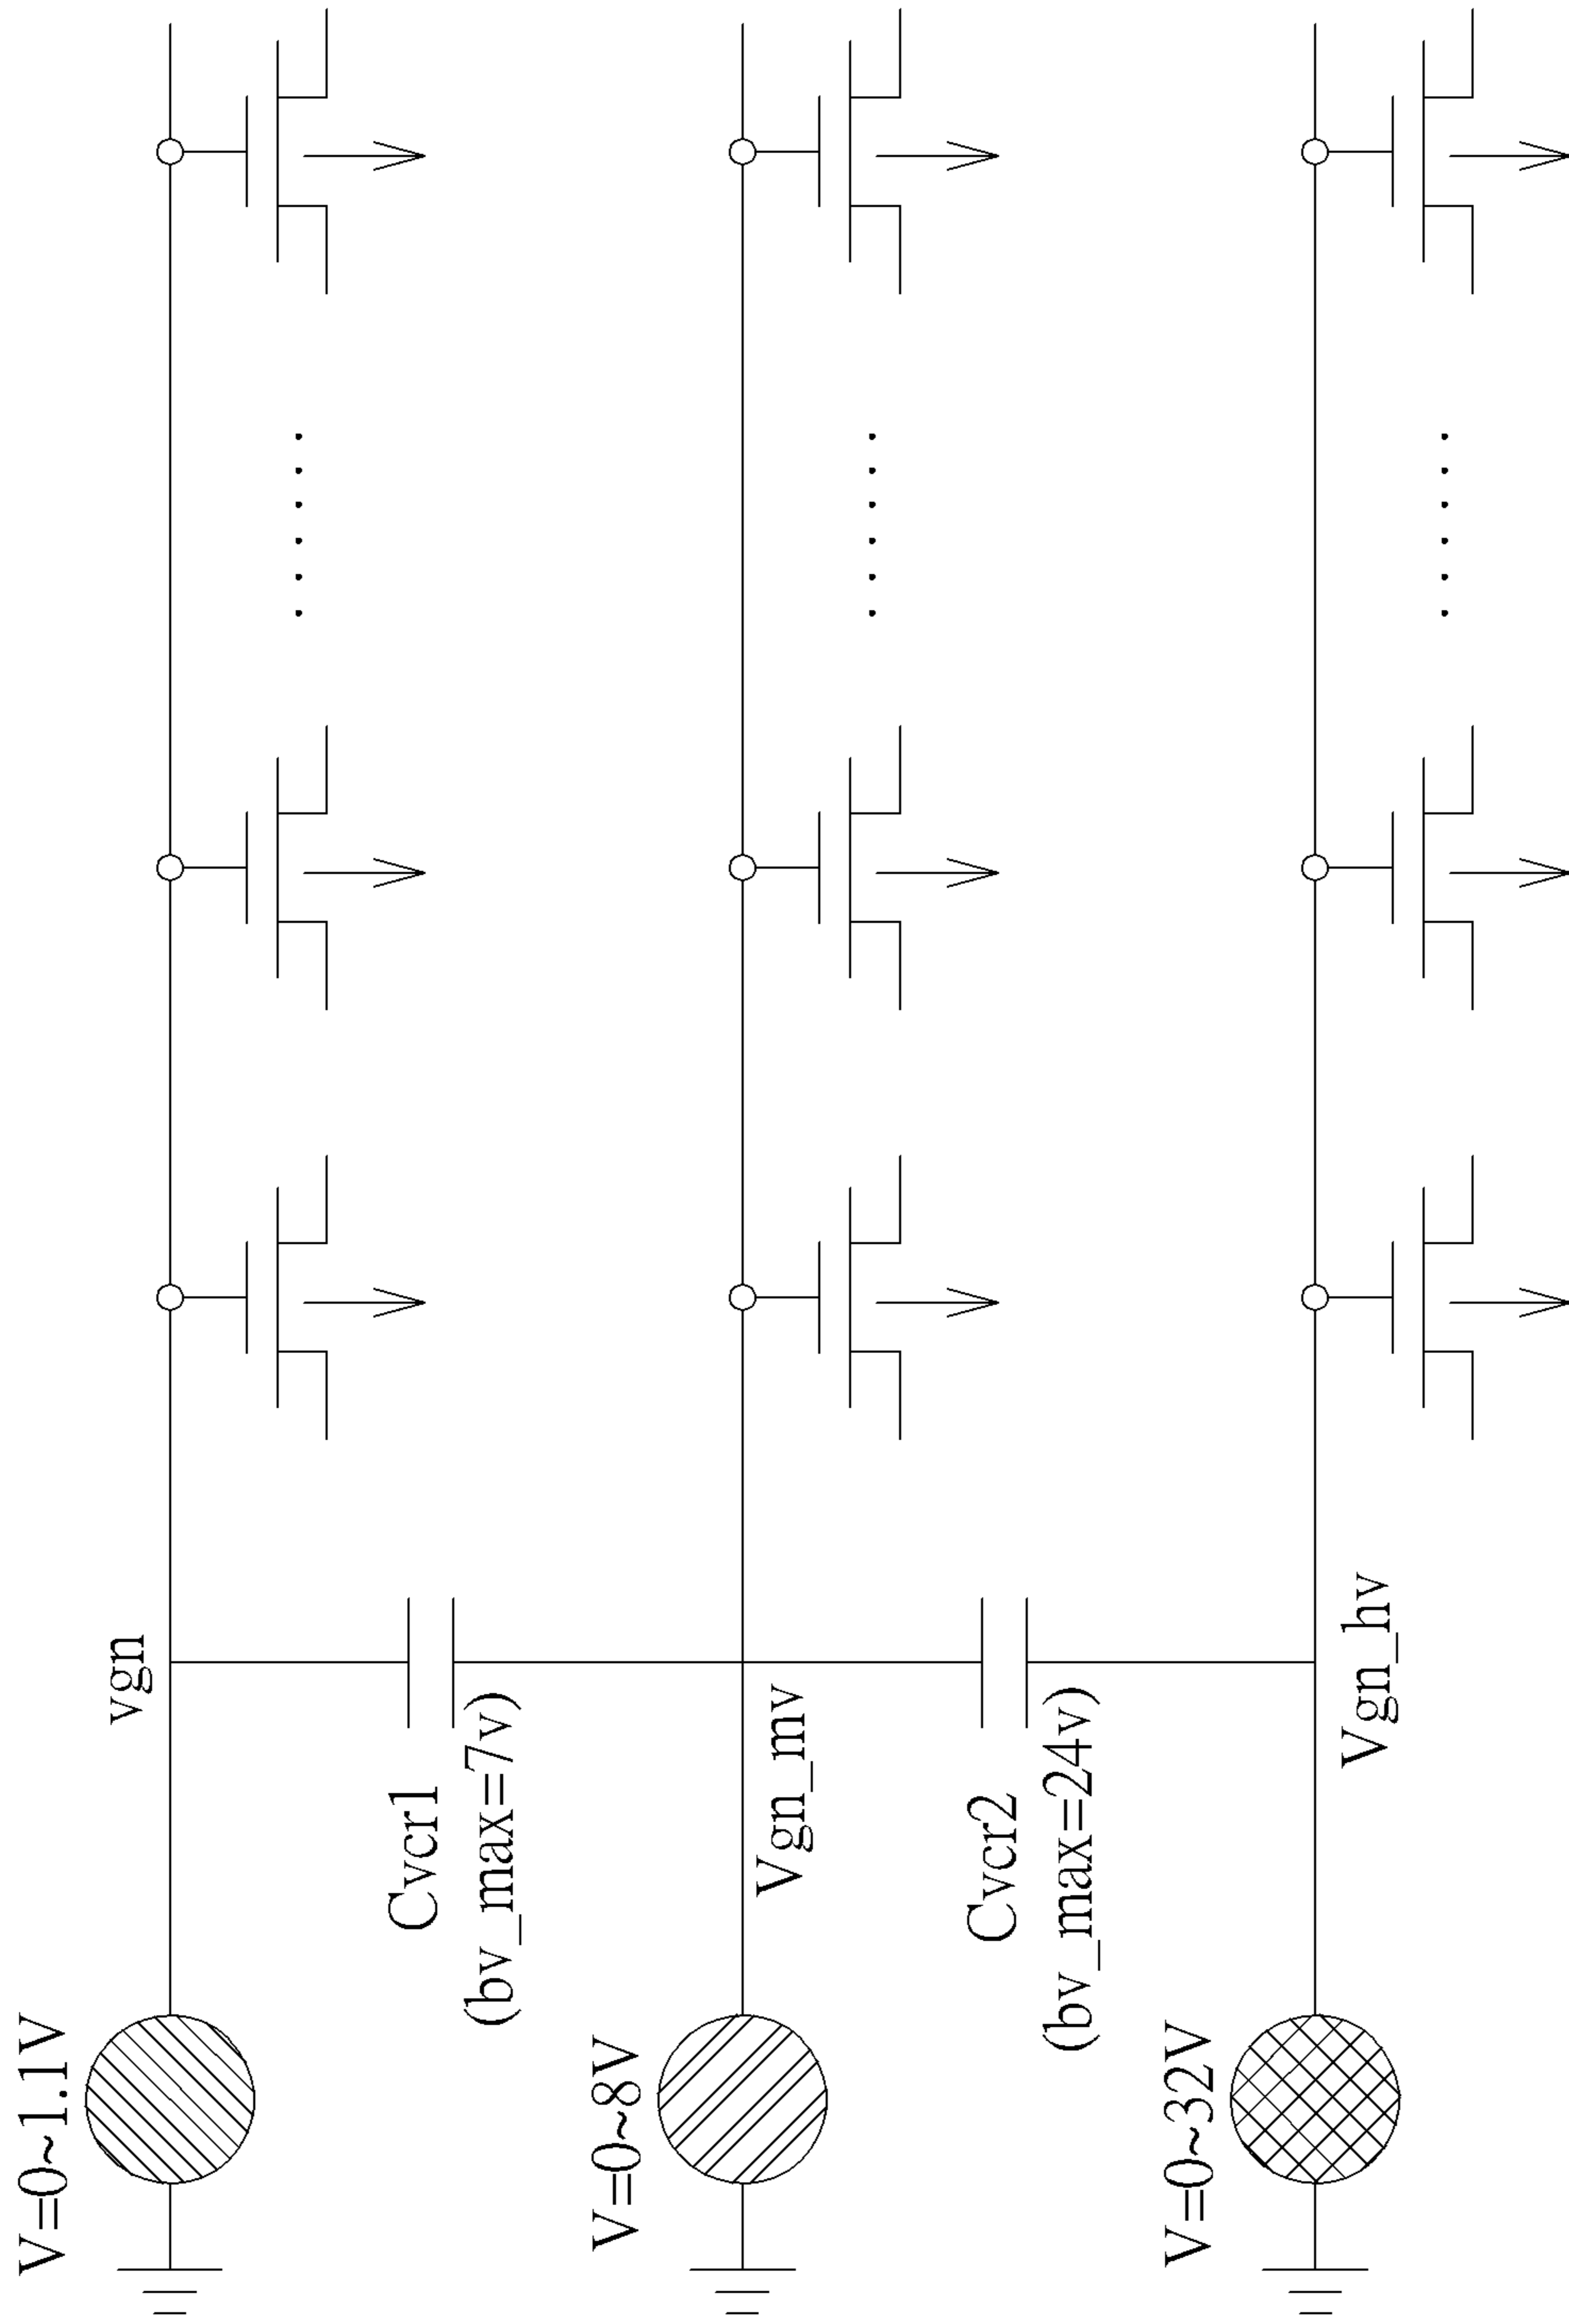 V=0~1.1V
vgn
Cvcr1
(bv_max=7v)
V=0~8V
Vgn_mv
Cvcr2
(bv_max=24v)
V=0~32V
Vgn_hv